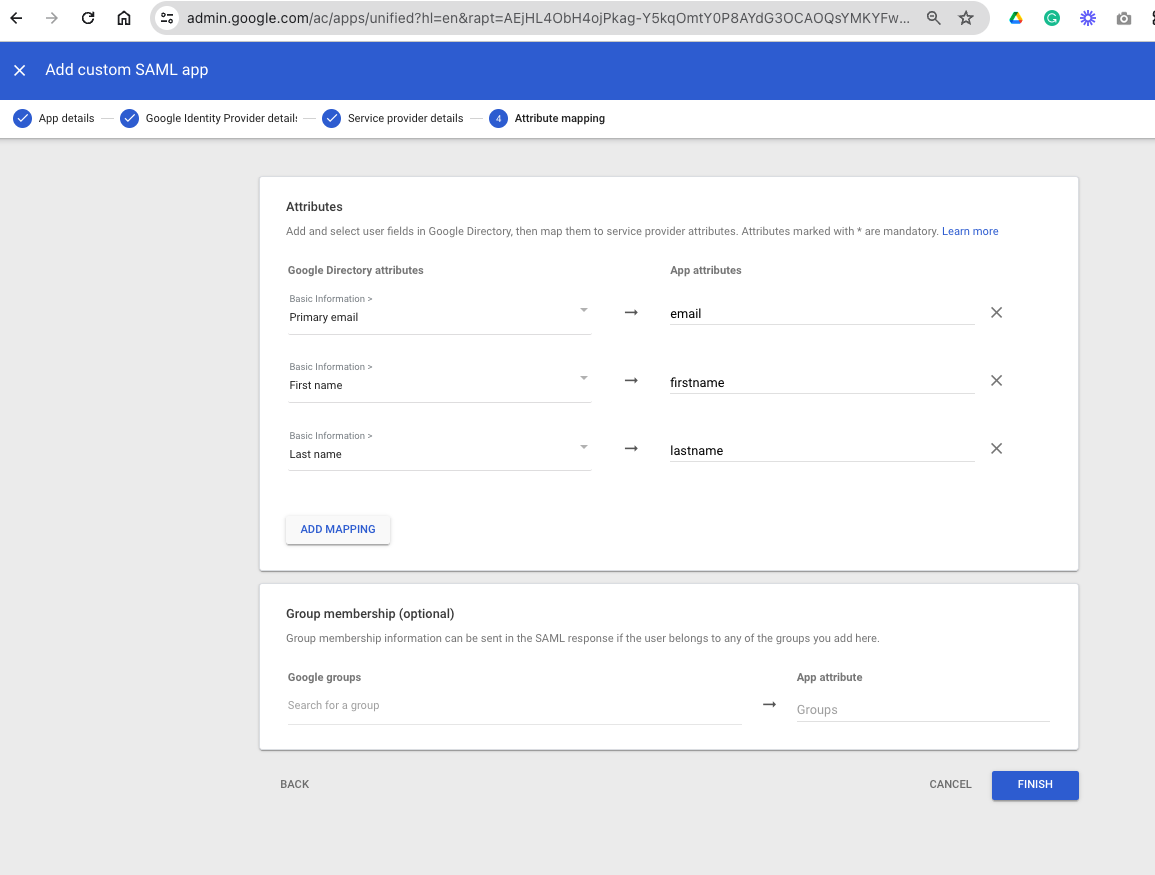 admin.google.com/ac/apps/unified?hl=en&rapt=AEjHL4ObH4ojPkag-Y5kqOmtY0P8AYdG3OCAOQsYMKYFw...
Add custom SAML app
App details
Google Identity Provider details
Service provider details
4 Attribute mapping
Attributes
Add and select user fields in Google Directory, then map them to service provider attributes. Attributes marked with * are mandatory. Learn more
Google Directory attributes App attributes
Basic Information >
Primary email → email
Basic Information >
First name → firstname
Basic Information >
Last name → lastname
ADD MAPPING
Group membership (optional)
Group membership information can be sent in the SAML response if the user belongs to any of the groups you add here.
Google groups App attribute
Search for a group → Groups
BACK CANCEL FINISH